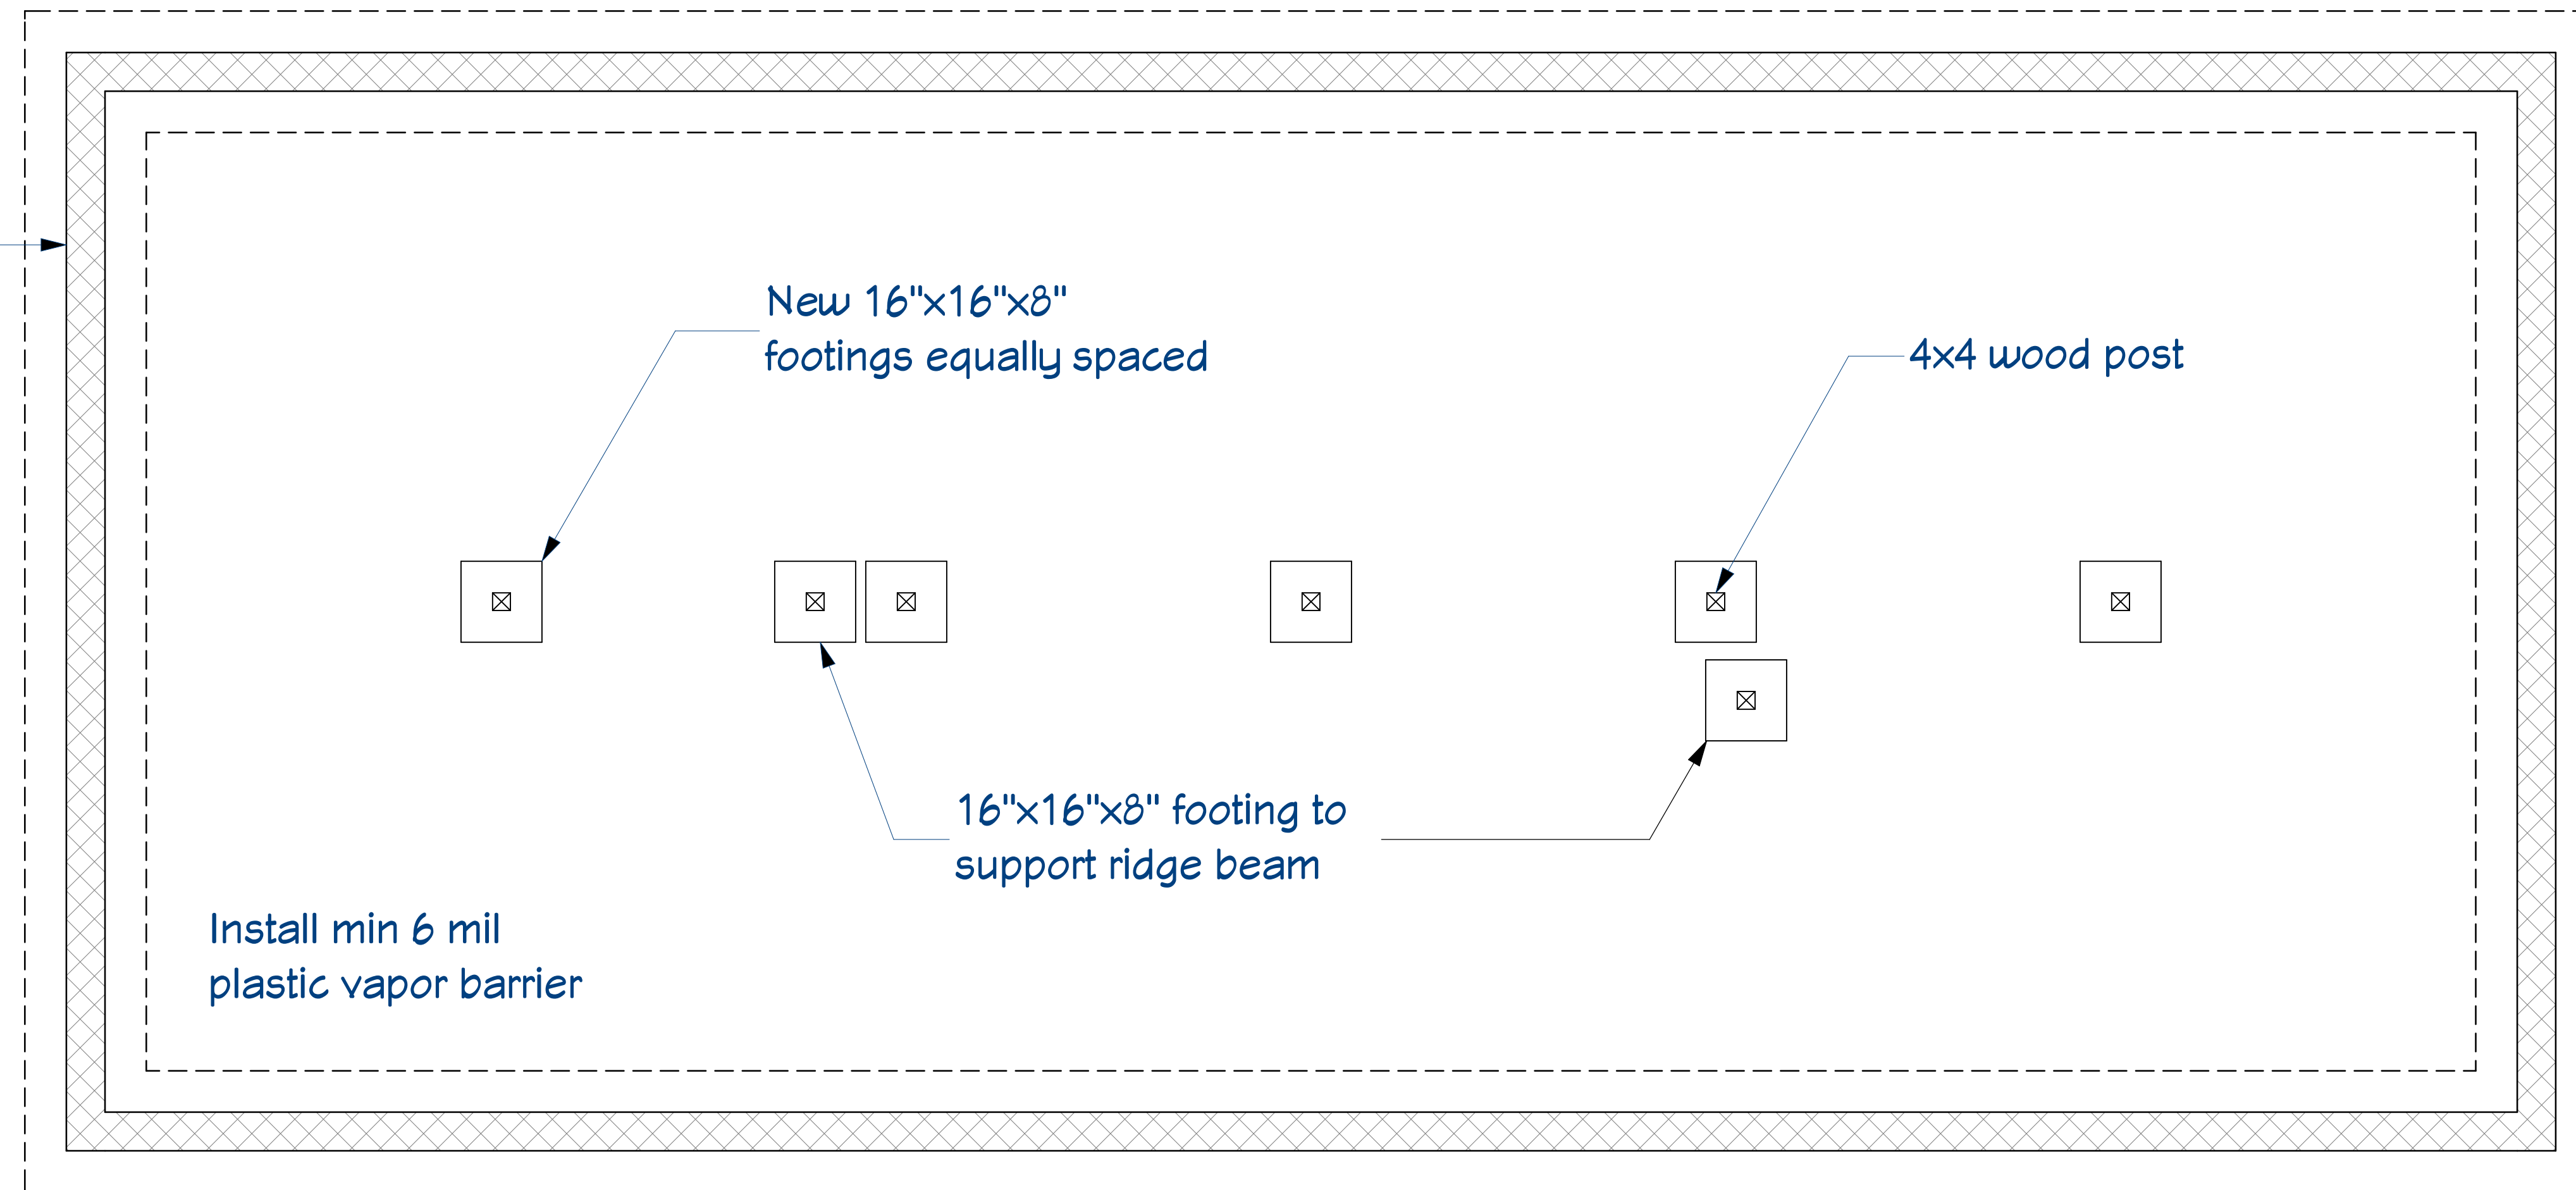 New 16"x16"x8"
footings equally spaced
4x4 wood post
16"x16"x8" footing to
support ridge beam
Install min 6 mil
plastic vapor barrier